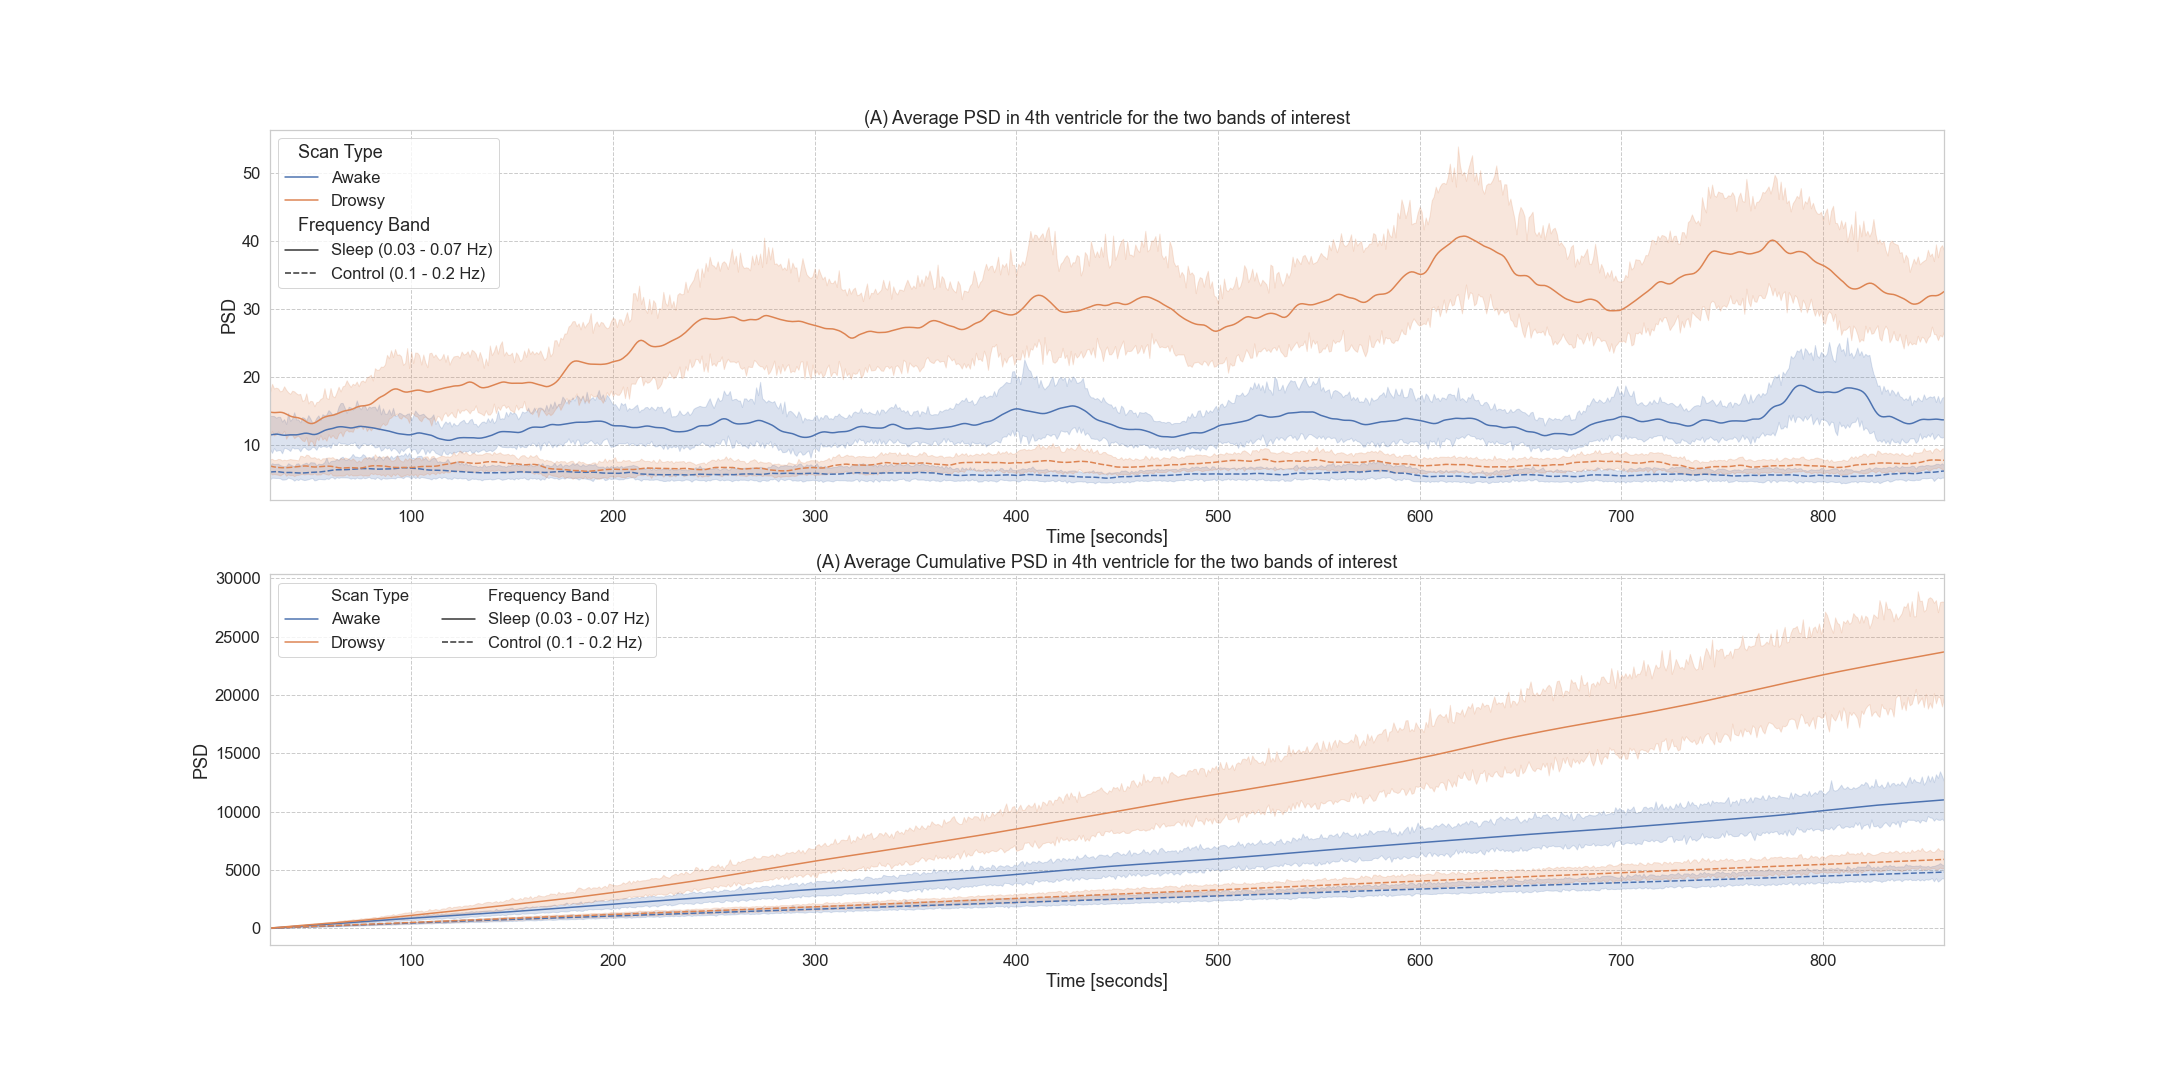 (A) Average PSD in 4th ventricle for the two bands of interest
Scan Type
Awake
Drowsy
Frequency Band
Sleep (0.03 - 0.07 Hz)
Control (0.1 - 0.2 Hz)
PSD
50
40
30
20
10
100 200 300 400 500 600 700 800
Time [seconds]
(A) Average Cumulative PSD in 4th ventricle for the two bands of interest
Scan Type Frequency Band
Awake Sleep (0.03 - 0.07 Hz)
Drowsy Control (0.1 - 0.2 Hz)
PSD
30000
25000
20000
15000
10000
5000
0
100 200 300 400 500 600 700 800
Time [seconds]